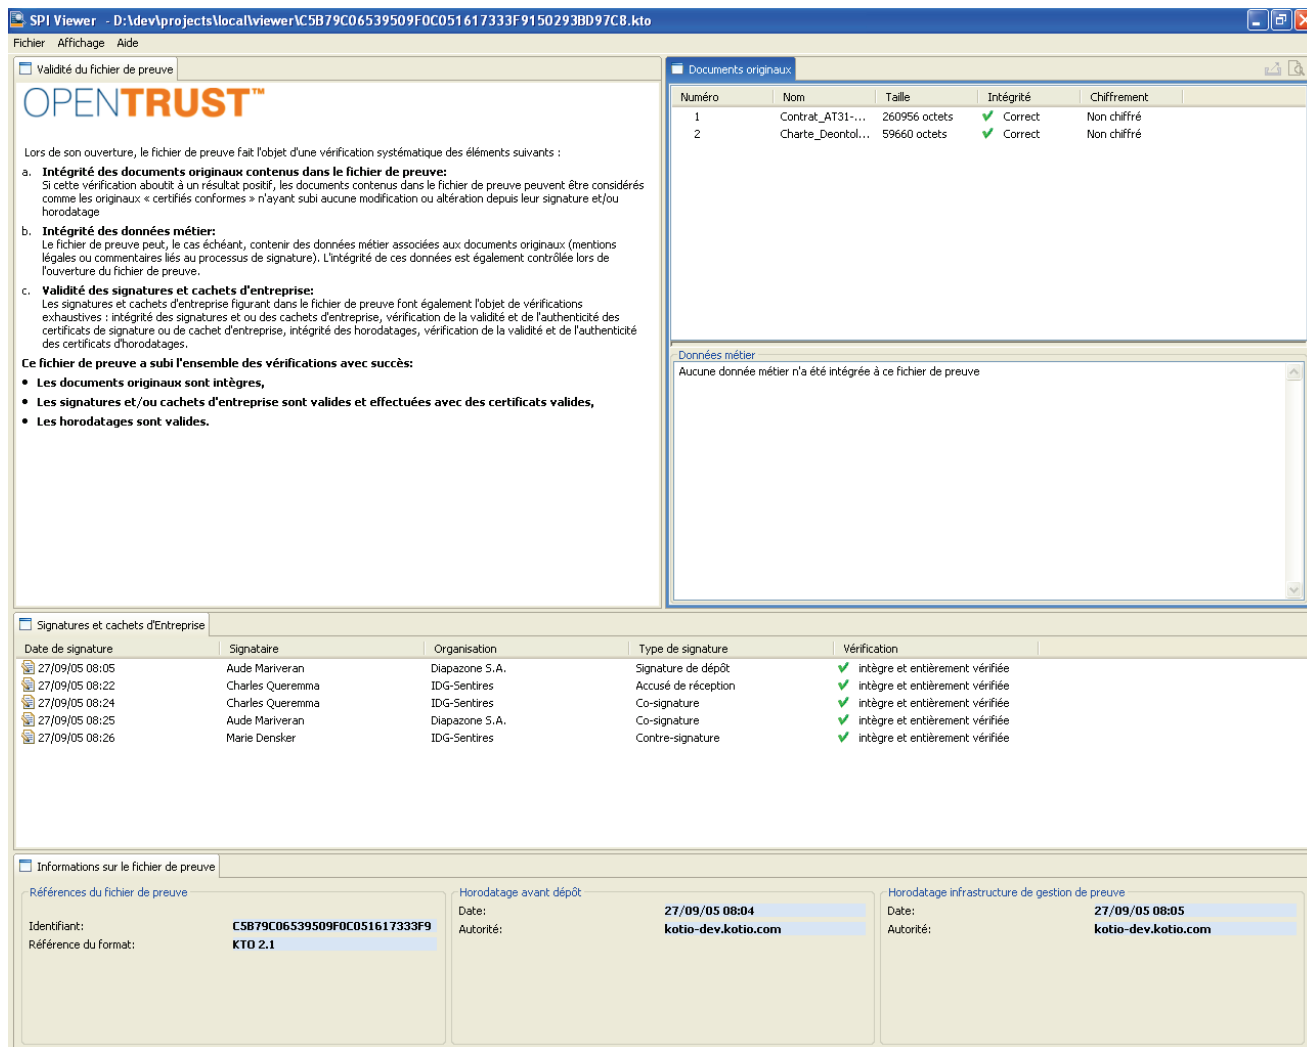 SPI Viewer - D:\dev\projects\local\viewer\C5B79C06539509F0C051617333F9150293BD97C8.kto
Fichier Affichage Aide
Validité du fichier de preuve
OPENTRUST™
Lors de son ouverture, le fichier de preuve fait l'objet d'une vérification systématique des éléments suivants :
a. Intégrité des documents originaux contenus dans le fichier de preuve:
Si cette vérification aboutit à un résultat positif, les documents contenus dans le fichier de preuve peuvent être considérés
comme les originaux « certifiés conformes » n'ayant subi aucune modification ou altération depuis leur signature et/ou
horodatage
b. Intégrité des données métier:
Le fichier de preuve peut, le cas échéant, contenir des données métier associées aux documents originaux (mentions
légales ou commentaires liés au processus de signature). L'intégrité de ces données est également contrôlée lors de
l'ouverture du fichier de preuve.
c. Validité des signatures et cachets d'entreprise:
Les signatures et cachets d'entreprise figurant dans le fichier de preuve font également l'objet de vérifications
exhaustives : intégrité des signatures et ou des cachets d'entreprise, vérification de la validité et de l'authenticité des
certificats de signature ou de cachet d'entreprise, intégrité des horodatages, vérification de la validité et de l'authenticité
des certificats d'horodatages.
Ce fichier de preuve a subi l'ensemble des vérifications avec succès:
• Les documents originaux sont intègres,
• Les signatures et/ou cachets d'entreprise sont valides et effectuées avec des certificats valides,
• Les horodatages sont valides.
Documents originaux
Numéro Nom Taille Intégrité Chiffrement
1 Contrat_AT31-... 260956 octets Correct Non chiffré
2 Charte_Deontol... 59660 octets Correct Non chiffré
Données métier
Aucune donnée métier n'a été intégrée à ce fichier de preuve
Signatures et cachets d'Entreprise
Date de signature Signataire Organisation Type de signature Vérification
27/09/05 08:05 Aude Mariveran Diapazone S.A. Signature de dépôt intègre et entièrement vérifiée
27/09/05 08:22 Charles Queremma IDG-Sentires Accusé de réception intègre et entièrement vérifiée
27/09/05 08:24 Charles Queremma IDG-Sentires Co-signature intègre et entièrement vérifiée
27/09/05 08:25 Aude Mariveran Diapazone S.A. Co-signature intègre et entièrement vérifiée
27/09/05 08:26 Marie Densker IDG-Sentires Contre-signature intègre et entièrement vérifiée
Informations sur le fichier de preuve
Références du fichier de preuve
Identifiant: C5B79C06539509F0C051617333F9
Référence du format: KTO 2.1
Horodatage avant dépôt
Date: 27/09/05 08:04
Autorité: kotio-dev.kotio.com
Horodatage infrastructure de gestion de preuve
Date: 27/09/05 08:05
Autorité: kotio-dev.kotio.com